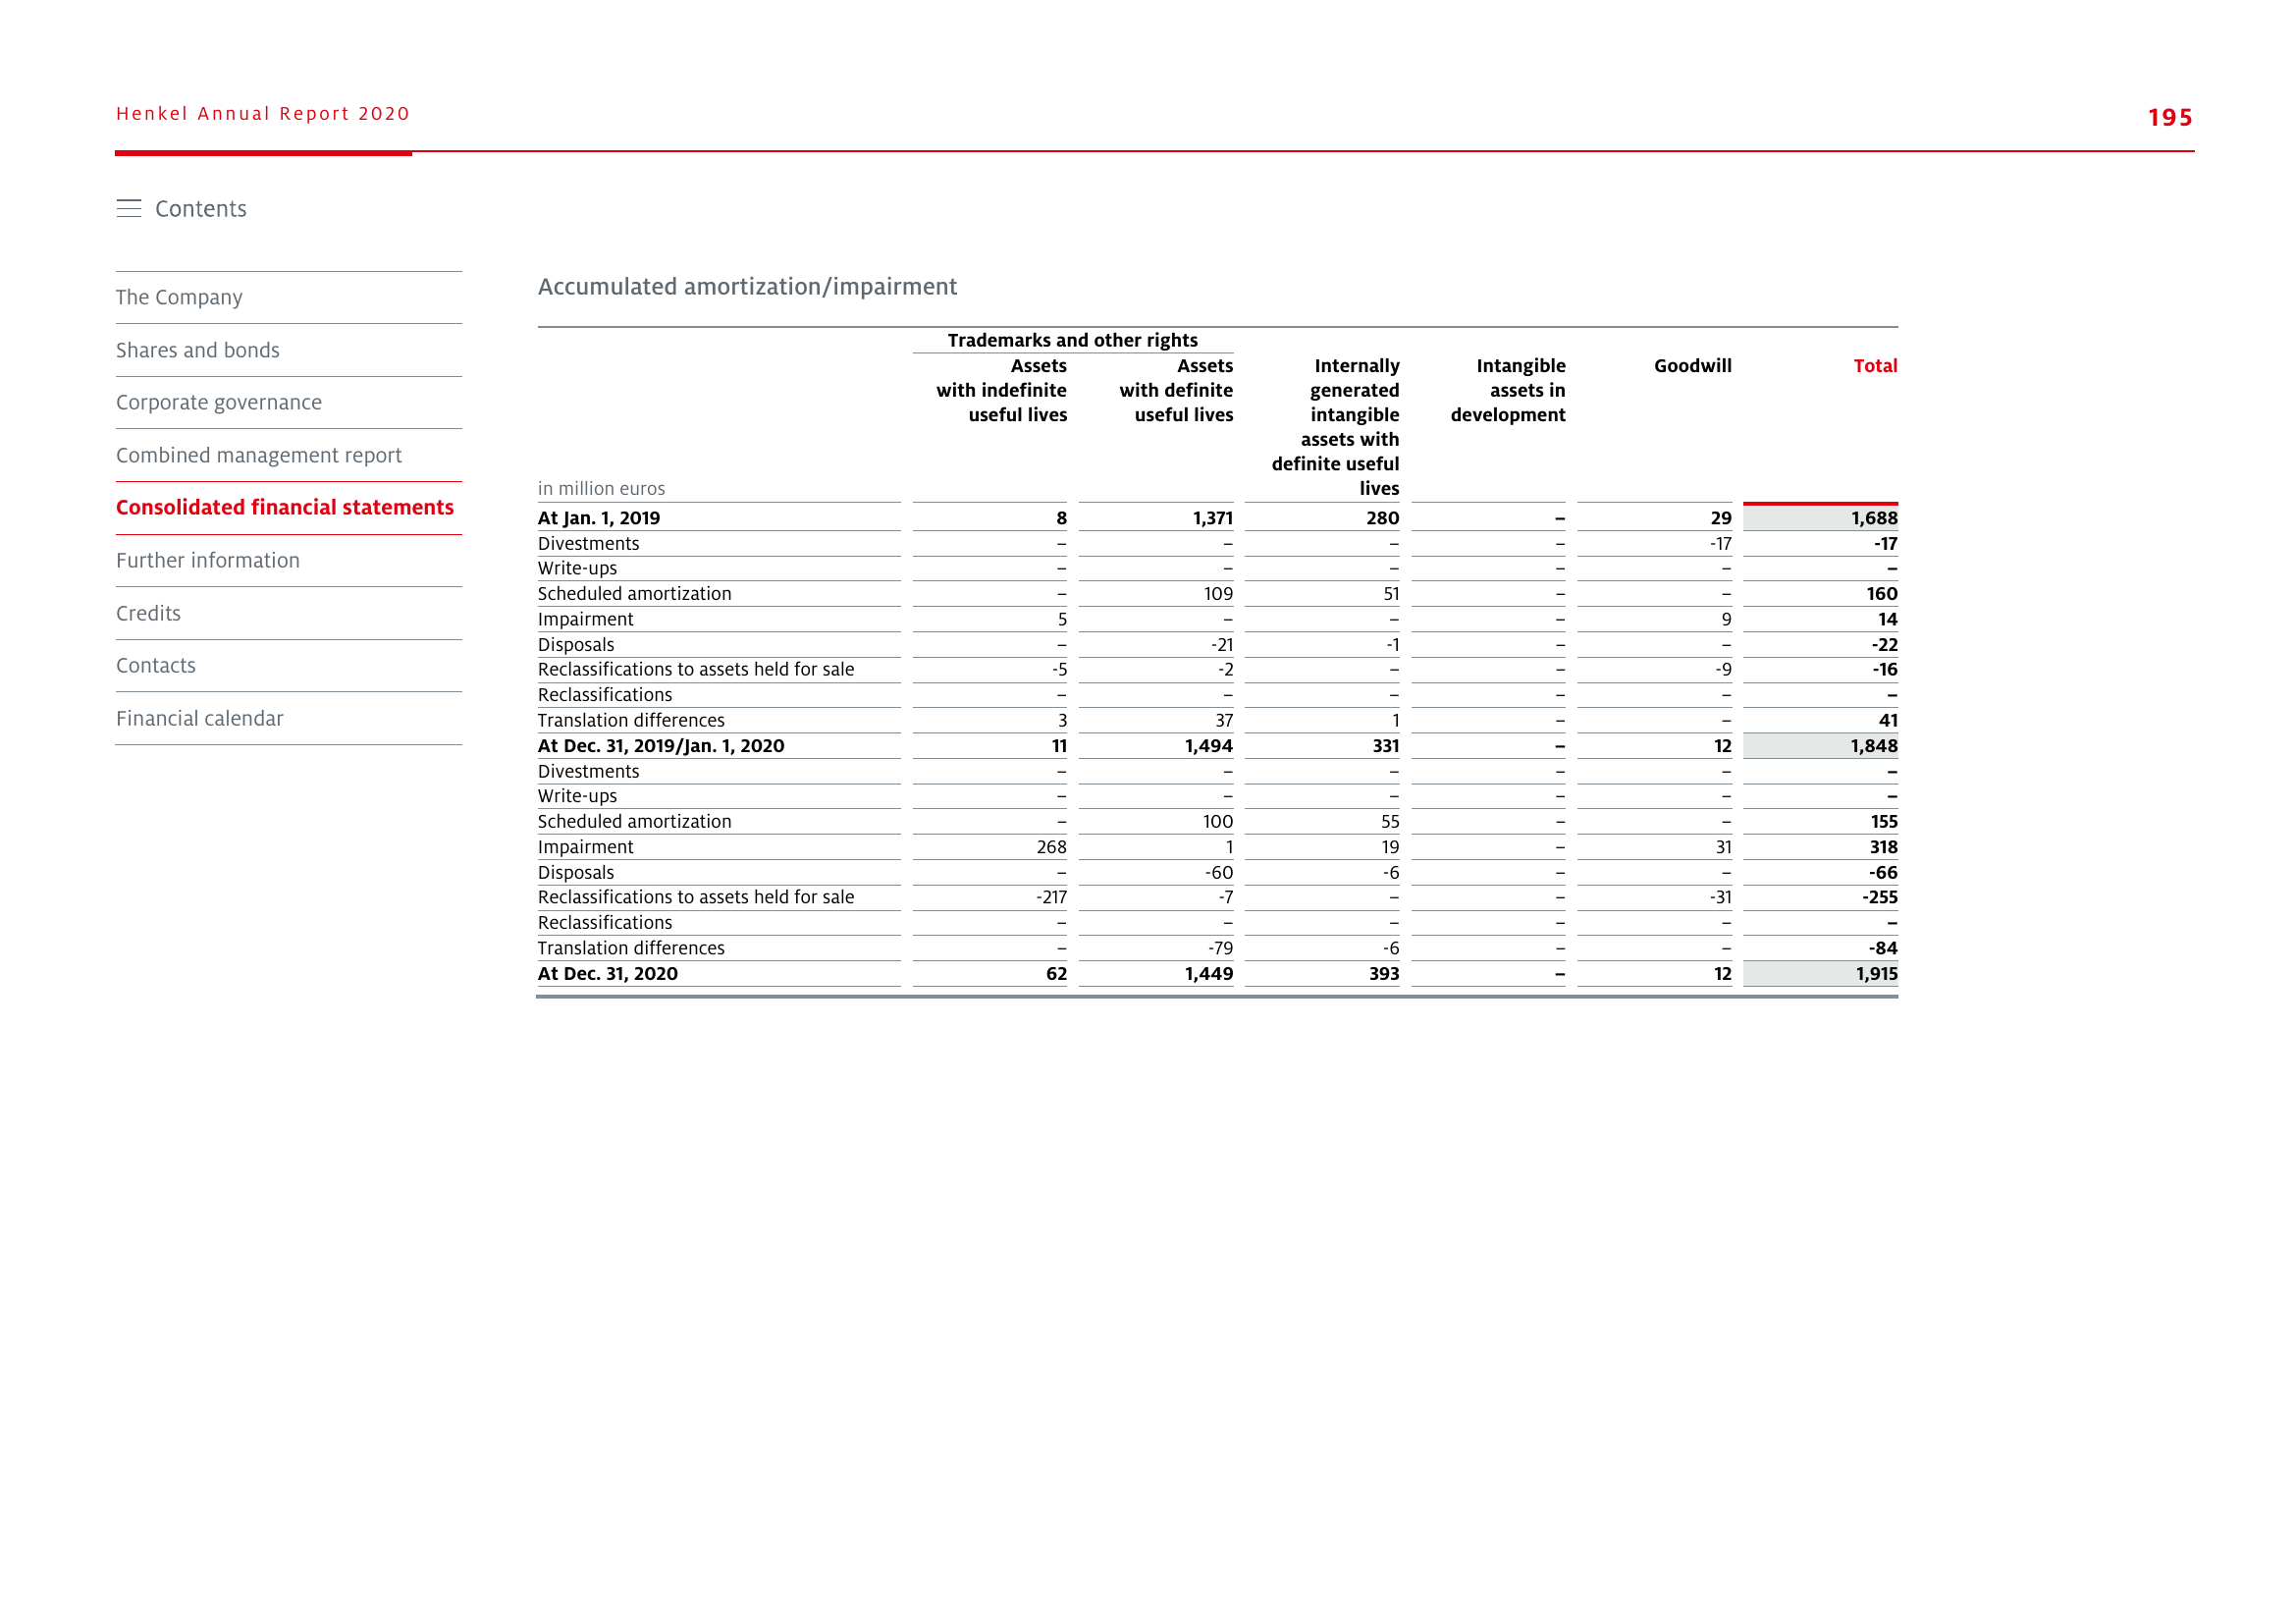 Henkel Annual Report 2020
195
Contents
The Company
Shares and bonds
Corporate governance
Combined management report
Consolidated financial statements
Further information
Credits
Contacts
Financial calendar
Accumulated amortization/impairment
Trademarks and other rights
in million euros | Assets with indefinite useful lives | Assets with definite useful lives | Internally generated intangible assets with definite useful lives | Intangible assets in development | Goodwill | Total
At Jan. 1, 2019 8 1,371 280 – 29 1,688
Divestments – – – – -17 -17
Write-ups – – – – – –
Scheduled amortization – 109 51 – – 160
Impairment 5 – – – 9 14
Disposals – -21 -1 – – -22
Reclassifications to assets held for sale -5 -2 – – -9 -16
Reclassifications – – – – – –
Translation differences 3 37 1 – – 41
At Dec. 31, 2019/Jan. 1, 2020 11 1,494 331 – 12 1,848
Divestments – – – – – –
Write-ups – – – – – –
Scheduled amortization – 100 55 – – 155
Impairment 268 1 19 – 31 318
Disposals – -60 -6 – – -66
Reclassifications to assets held for sale -217 -7 – – -31 -255
Reclassifications – – – – – –
Translation differences – -79 -6 – – -84
At Dec. 31, 2020 62 1,449 393 – 12 1,915